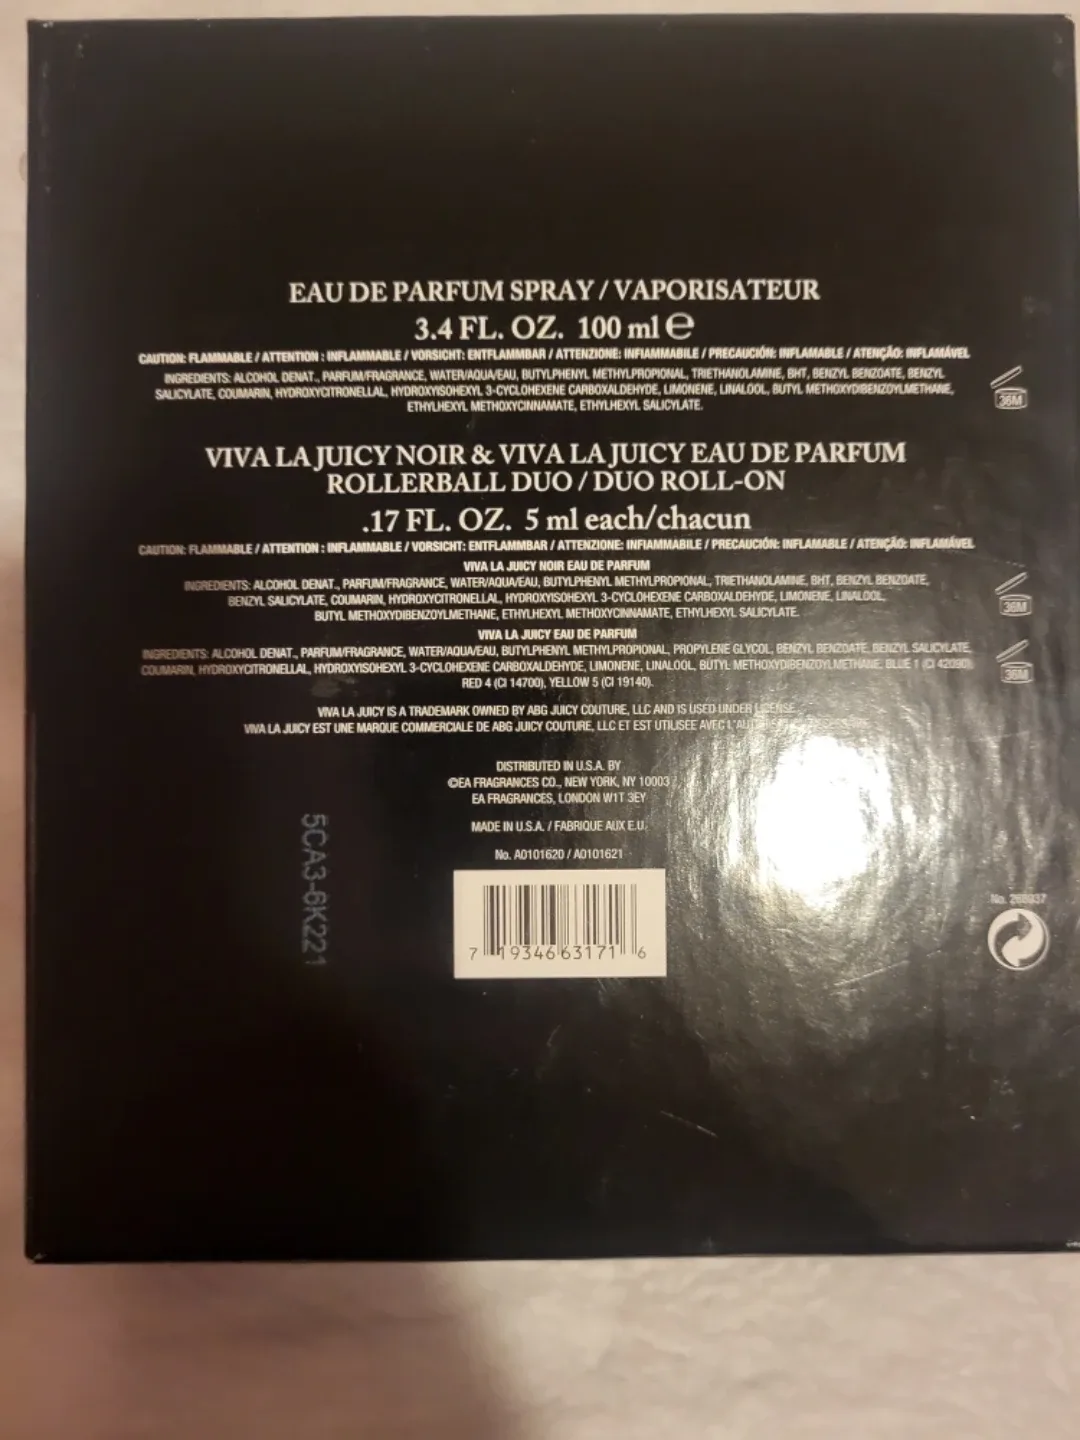 EAU DE PARFUM SPRAY / VAPORISATEUR
3.4 FL. OZ. 100 ml ℮
CAUTION: FLAMMABLE / ATTENTION : INFLAMMABLE / VORSICHT: ENTFLAMMBAR / ATTENZIONE: INFIAMMABILE / PRECAUCIÓN: INFLAMABLE / ATENÇÃO: INFLAMÁVEL
INGREDIENTS: ALCOHOL DENAT., PARFUM/FRAGRANCE, WATER/AQUA/EAU, BUTYLPHENYL METHYLPROPIONAL, TRIETHANOLAMINE, BHT, BENZYL BENZOATE, BENZYL
SALICYLATE, COUMARIN, HYDROXYCITRONELLAL, HYDROXYISOHEXYL 3-CYCLOHEXENE CARBOXALDEHYDE, LIMONENE, LINALOOL, BUTYL METHOXYDIBENZOYLMETHANE,
ETHYLHEXYL METHOXYCINNAMATE, ETHYLHEXYL SALICYLATE.
36M
VIVA LA JUICY NOIR & VIVA LA JUICY EAU DE PARFUM
ROLLERBALL DUO / DUO ROLL-ON
.17 FL. OZ. 5 ml each/chacun
CAUTION: FLAMMABLE / ATTENTION : INFLAMMABLE / VORSICHT: ENTFLAMMBAR / ATTENZIONE: INFIAMMABILE / PRECAUCIÓN: INFLAMABLE / ATENÇÃO: INFLAMÁVEL
VIVA LA JUICY NOIR EAU DE PARFUM
INGREDIENTS: ALCOHOL DENAT., PARFUM/FRAGRANCE, WATER/AQUA/EAU, BUTYLPHENYL METHYLPROPIONAL, TRIETHANOLAMINE, BHT, BENZYL BENZOATE,
BENZYL SALICYLATE, COUMARIN, HYDROXYCITRONELLAL, HYDROXYISOHEXYL 3-CYCLOHEXENE CARBOXALDEHYDE, LIMONENE, LINALOOL,
BUTYL METHOXYDIBENZOYLMETHANE, ETHYLHEXYL METHOXYCINNAMATE, ETHYLHEXYL SALICYLATE.
36M
VIVA LA JUICY EAU DE PARFUM
INGREDIENTS: ALCOHOL DENAT., PARFUM/FRAGRANCE, WATER/AQUA/EAU, BUTYLPHENYL METHYLPROPIONAL, PROPYLENE GLYCOL, BENZYL BENZOATE, BENZYL SALICYLATE,
COUMARIN, HYDROXYCITRONELLAL, HYDROXYISOHEXYL 3-CYCLOHEXENE CARBOXALDEHYDE, LIMONENE, LINALOOL, BUTYL METHOXYDIBENZOYLMETHANE, BLUE 1 (CI 42090),
RED 4 (CI 14700), YELLOW 5 (CI 19140).
36M
VIVA LA JUICY IS A TRADEMARK OWNED BY ABG JUICY COUTURE, LLC AND IS USED UNDER LICENSE.
VIVA LA JUICY EST UNE MARQUE COMMERCIALE DE ABG JUICY COUTURE, LLC ET EST UTILISÉE AVEC
DISTRIBUTED IN U.S.A. BY
©EA FRAGRANCES CO., NEW YORK, NY 10003
EA FRAGRANCES, LONDON W1T 3EY
MADE IN U.S.A. / FABRIQUE AUX E.U.
No. A0101620 / A0101621
5CA3-6K221
7 19346 63171 6
No.